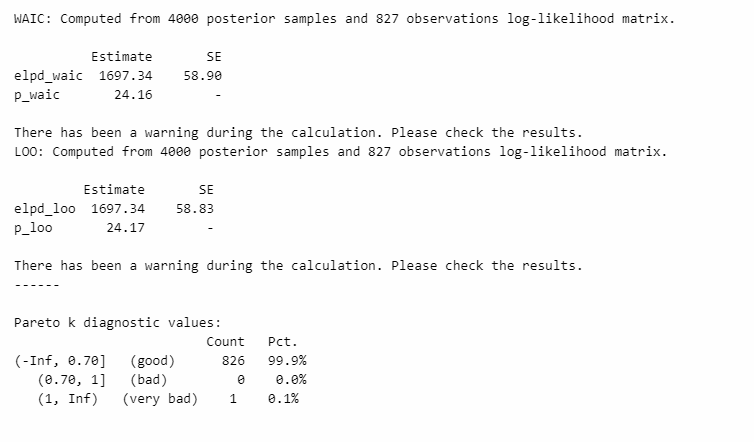 WAIC: Computed from 4000 posterior samples and 827 observations log-likelihood matrix.
Estimate SE
elpd_waic 1697.34 58.90
p_waic 24.16 -
There has been a warning during the calculation. Please check the results.
LOO: Computed from 4000 posterior samples and 827 observations log-likelihood matrix.
Estimate SE
elpd_loo 1697.34 58.83
p_loo 24.17 -
There has been a warning during the calculation. Please check the results.
------
Pareto k diagnostic values:
Count Pct.
(-Inf, 0.70] (good) 826 99.9%
(0.70, 1] (bad) 0 0.0%
(1, Inf) (very bad) 1 0.1%